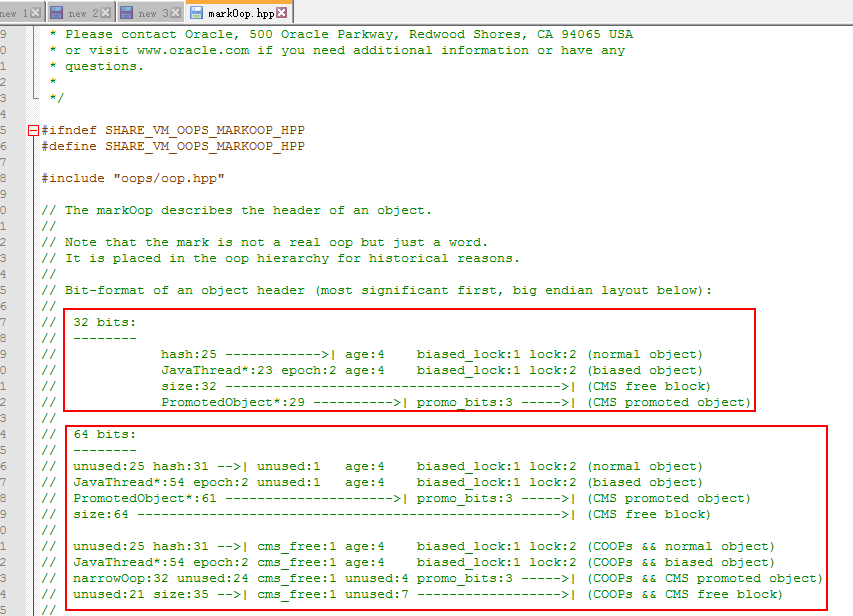 new 1 new 2 new 3 markOop.hpp
9 * Please contact Oracle, 500 Oracle Parkway, Redwood Shores, CA 94065 USA
0 * or visit www.oracle.com if you need additional information or have any
1 * questions.
2 *
3 */
4
5 #ifndef SHARE_VM_OOPS_MARKOOP_HPP
6 #define SHARE_VM_OOPS_MARKOOP_HPP
7
8 #include "oops/oop.hpp"
9
0 // The markOop describes the header of an object.
1 //
2 // Note that the mark is not a real oop but just a word.
3 // It is placed in the oop hierarchy for historical reasons.
4 //
5 // Bit-format of an object header (most significant first, big endian layout below):
6 //
7 // 32 bits:
8 // --------
9 // hash:25 ------------>| age:4 biased_lock:1 lock:2 (normal object)
0 // JavaThread*:23 epoch:2 age:4 biased_lock:1 lock:2 (biased object)
1 // size:32 ------------------------------------------>| (CMS free block)
2 // PromotedObject*:29 ---------->| promo_bits:3 ----->| (CMS promoted object)
3 //
4 // 64 bits:
5 // --------
6 // unused:25 hash:31 -->| unused:1 age:4 biased_lock:1 lock:2 (normal object)
7 // JavaThread*:54 epoch:2 unused:1 age:4 biased_lock:1 lock:2 (biased object)
8 // PromotedObject*:61 --------------------->| promo_bits:3 ----->| (CMS promoted object)
9 // size:64 ----------------------------------------------------->| (CMS free block)
0 //
1 // unused:25 hash:31 -->| cms_free:1 age:4 biased_lock:1 lock:2 (COOPs && normal object)
2 // JavaThread*:54 epoch:2 cms_free:1 age:4 biased_lock:1 lock:2 (COOPs && biased object)
3 // narrowOop:32 unused:24 cms_free:1 unused:4 promo_bits:3 ----->| (COOPs && CMS promoted object)
4 // unused:21 size:35 -->| cms_free:1 unused:7 ------------------>| (COOPs && CMS free block)
5 //